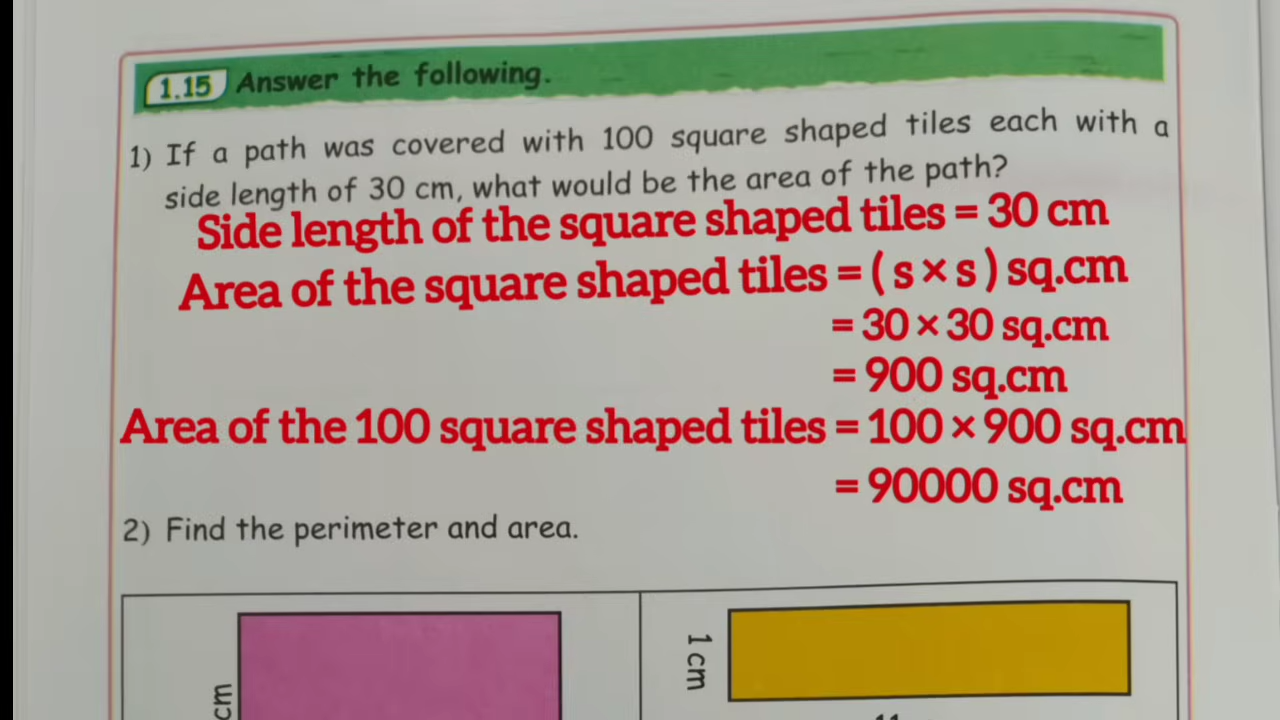 1.15 Answer the following.
1) If a path was covered with 100 square shaped tiles each with a
side length of 30 cm, what would be the area of the path?
Side length of the square shaped tiles = 30 cm
Area of the square shaped tiles = ( s × s ) sq.cm
= 30 × 30 sq.cm
= 900 sq.cm
Area of the 100 square shaped tiles = 100 × 900 sq.cm
= 90000 sq.cm
2) Find the perimeter and area.
cm
1 cm